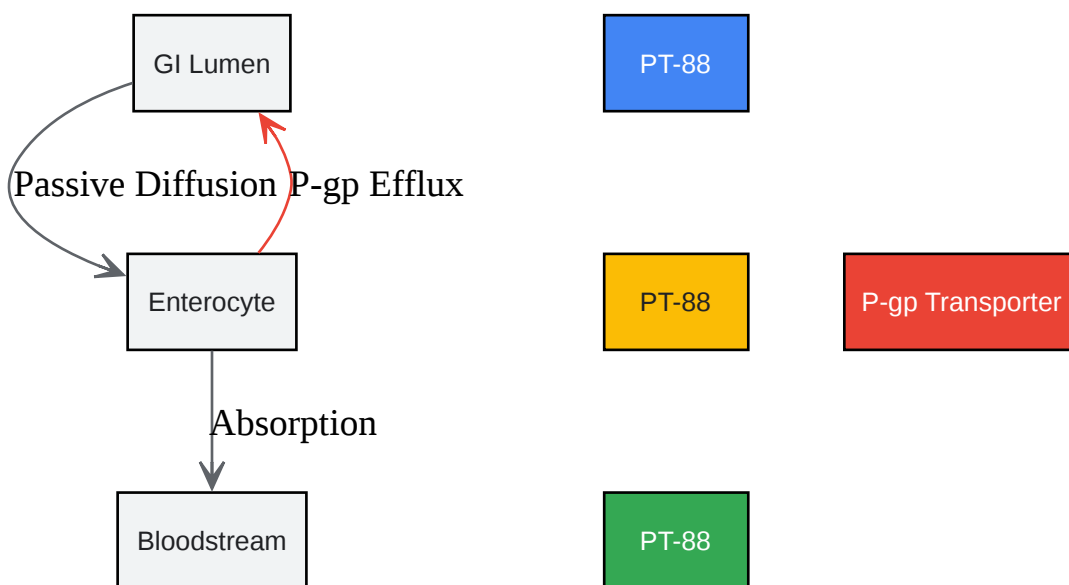 GI Lumen
PT-88
Passive Diffusion
P-gp Efflux
Enterocyte
PT-88
P-gp Transporter
Absorption
Bloodstream
PT-88